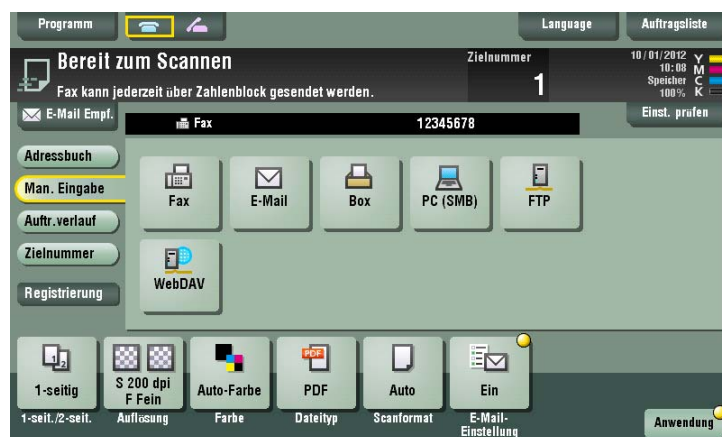 Programm
Language
Auftragsliste
Bereit zum Scannen
Fax kann jederzeit über Zahlenblock gesendet werden.
Zielnummer
1
10/01/2012
10:08
Speicher
100%
Y
M
C
K
E-Mail Empf.
Fax 12345678
Einst. prüfen
Adressbuch
Man. Eingabe
Auftr.verlauf
Zielnummer
Registrierung
Fax
E-Mail
Box
PC (SMB)
FTP
WebDAV
1 2
1-seitig
S 200 dpi
F Fein
Auto-Farbe
PDF
PDF
Auto
Ein
1-seit./2-seit.
Auflösung
Farbe
Dateityp
Scanformat
E-Mail-
Einstellung
Anwendung